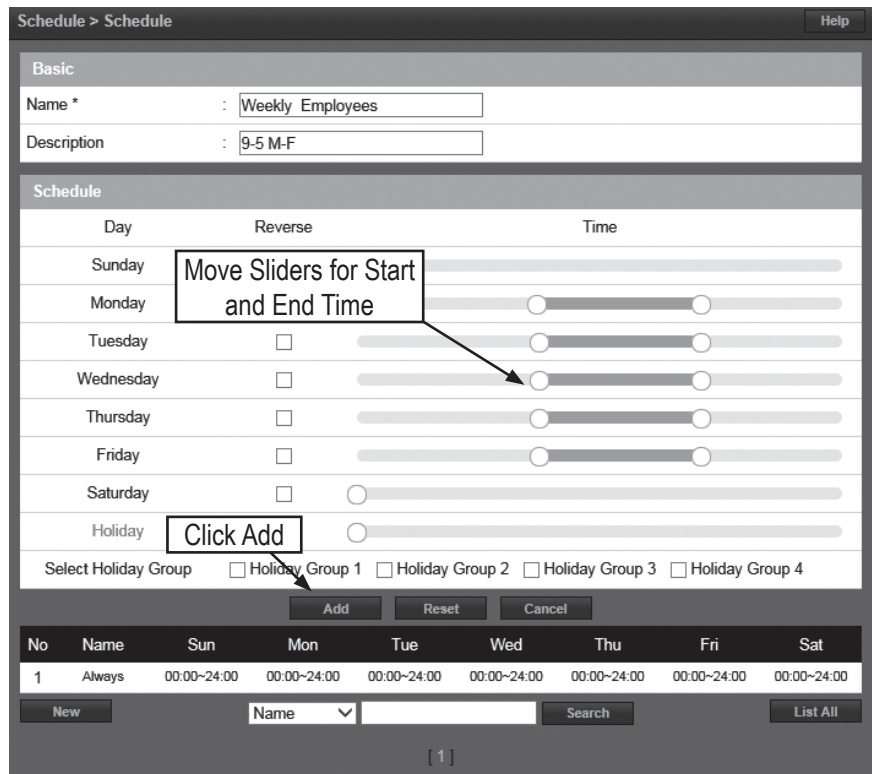 Schedule > Schedule Help
Basic
Name * : Weekly Employees
Description : 9-5 M-F
Schedule
Day Reverse Time
Sunday
Move Sliders for Start
and End Time
Monday
Tuesday
Wednesday
Thursday
Friday
Saturday
Holiday
Click Add
Select Holiday Group Holiday Group 1 Holiday Group 2 Holiday Group 3 Holiday Group 4
Add Reset Cancel
No Name Sun Mon Tue Wed Thu Fri Sat
1 Always 00:00~24:00 00:00~24:00 00:00~24:00 00:00~24:00 00:00~24:00 00:00~24:00 00:00~24:00
New Name Search List All
[ 1 ]